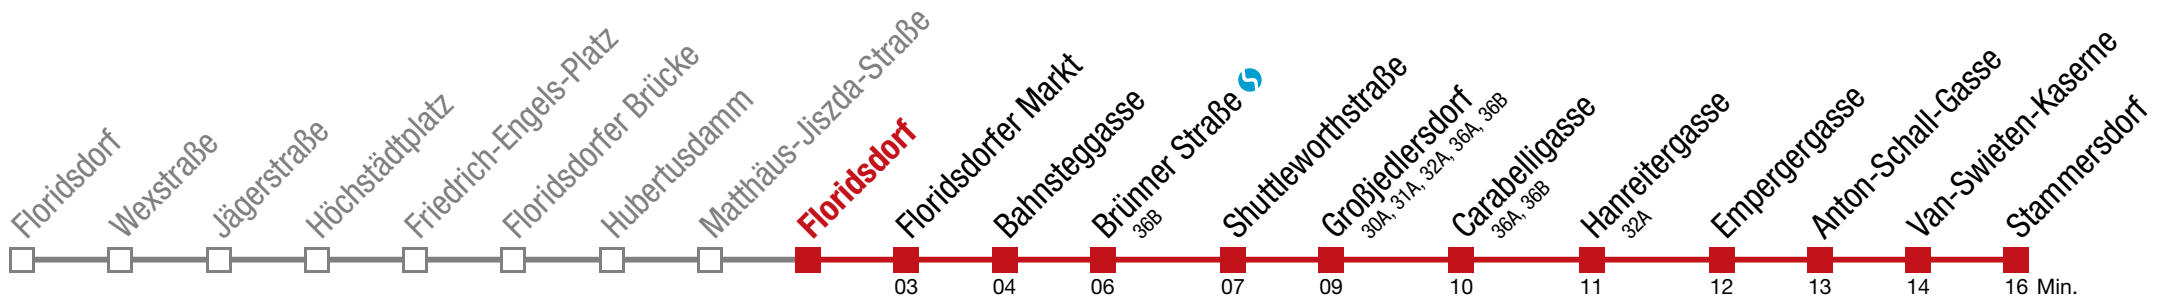 Floridsdorf
Wexstraße
Jägerstraße
Höchstädtplatz
Friedrich-Engels-Platz
Floridsdorfer Brücke
Hubertusdamm
Matthäus-Jiszda-Straße
Floridsdorf
Floridsdorfer Markt
Bahnsteggasse
Brünner Straße
36B
Shuttleworthstraße
Großjedlersdorf
30A, 31A, 32A, 36A, 36B
Carabelligasse
36A, 36B
Hanreitergasse
32A
Empergergasse
Anton-Schall-Gasse
Van-Swieten-Kaserne
Stammersdorf
03 04 06 07 09 10 11 12 13 14 16 Min.